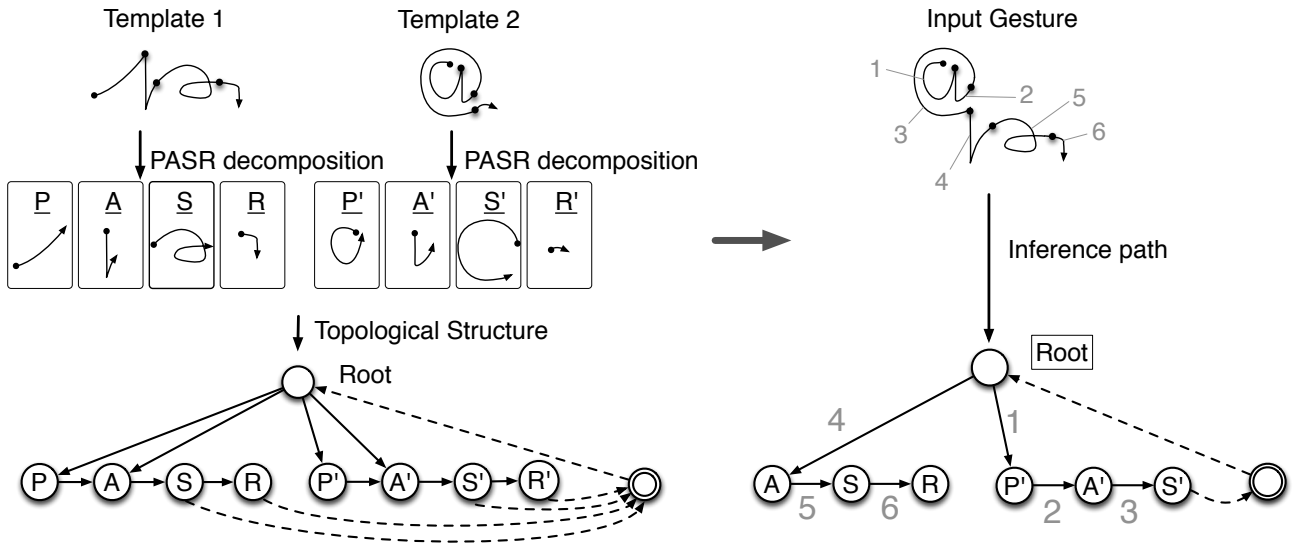 Template 1
Template 2
Input Gesture
1
2
5
3
6
4
PASR decomposition
PASR decomposition
P
A
S
R
P'
A'
S'
R'
Inference path
Topological Structure
Root
Root
4
1
P
A
S
R
P'
A'
S'
R'
A
S
R
P'
A'
S'
5
6
2
3